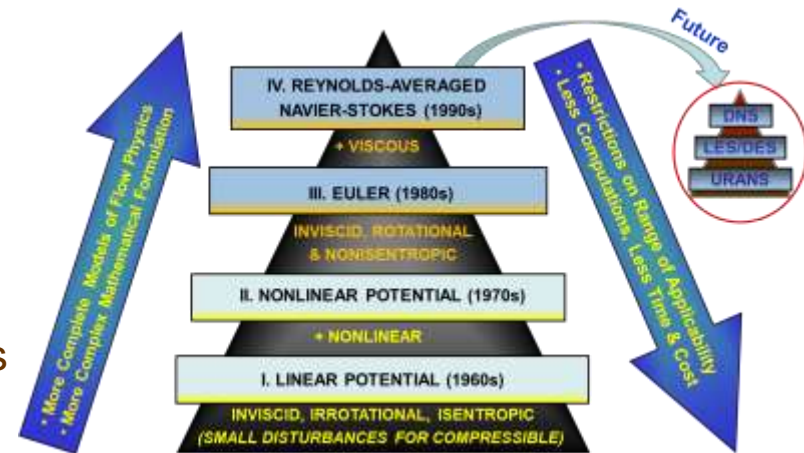 Future
IV. REYNOLDS-AVERAGED
NAVIER-STOKES (1990s)
+ VISCOUS
III. EULER (1980s)
INVISCID, ROTATIONAL
& NONISENTROPIC
II. NONLINEAR POTENTIAL (1970s)
+ NONLINEAR
I. LINEAR POTENTIAL (1960s)
INVISCID, IRROTATIONAL, ISENTROPIC
(SMALL DISTURBANCES FOR COMPRESSIBLE)
• More Complete Models of Flow Physics
• More Complex Mathematical Formulation
• Restrictions on Range of Applicability
• Less Computations, Less Time & Cost
DNS
LES/DES
URANS
s